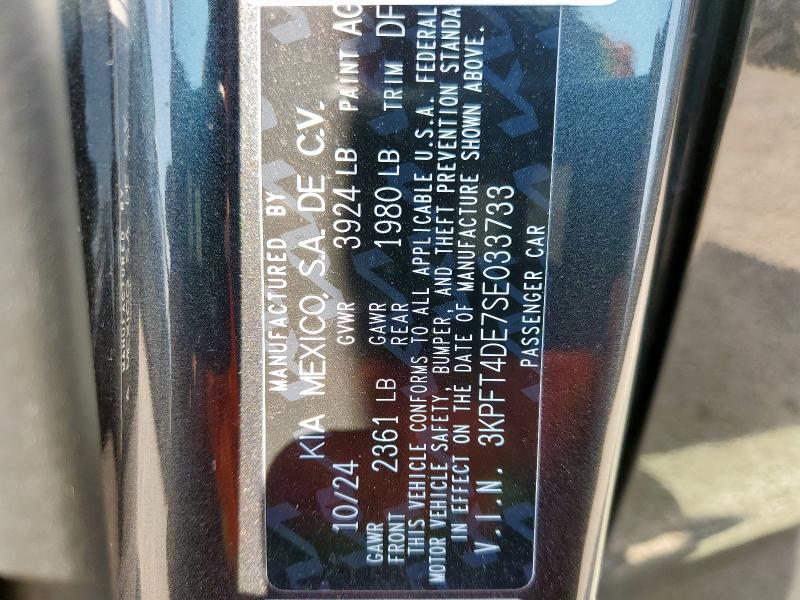 MANUFACTURED BY
KIA MEXICO, S.A. DE C.V.
10/24 GVWR 3924 LB PAINT AG
GAWR FRONT 2361 LB GAWR REAR 1980 LB TRIM DF
THIS VEHICLE CONFORMS TO ALL APPLICABLE U.S.A. FEDERAL
MOTOR VEHICLE SAFETY, BUMPER, AND THEFT PREVENTION STANDA
IN EFFECT ON THE DATE OF MANUFACTURE SHOWN ABOVE.
V.I.N. 3KPFT4DE7SE033733
PASSENGER CAR